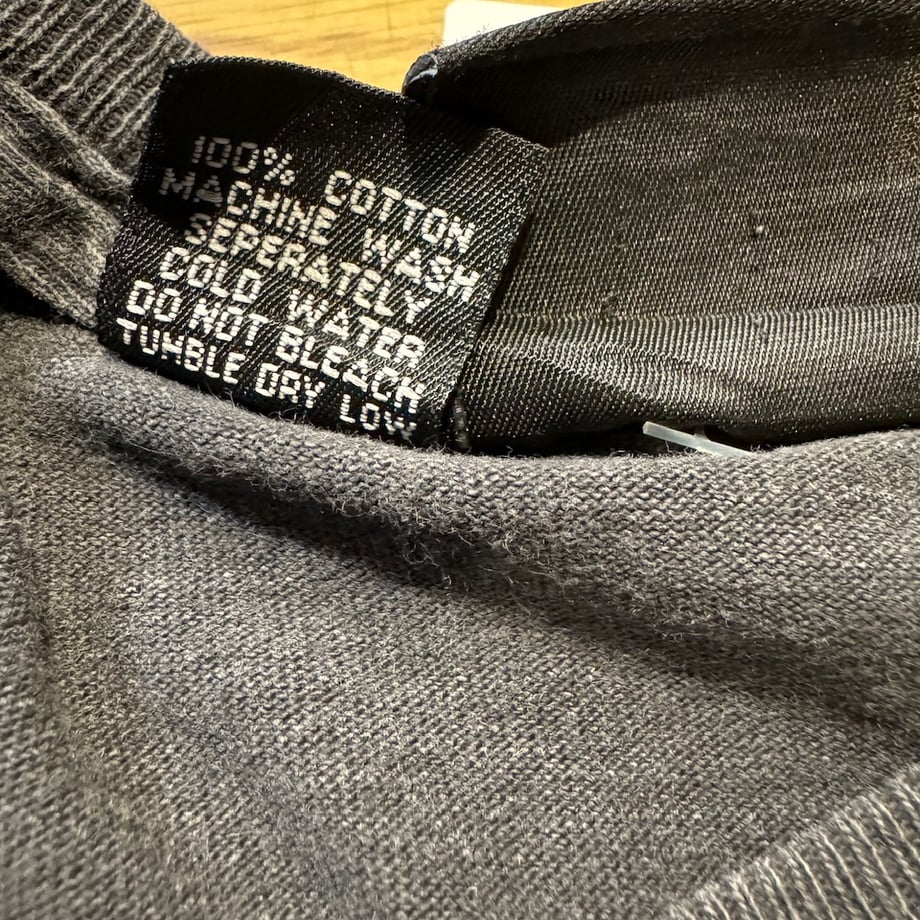 100% COTTON
MACHINE WASH
SEPERATELY
COLD WATER
DO NOT BLEACH
TUMBLE DRY LOW